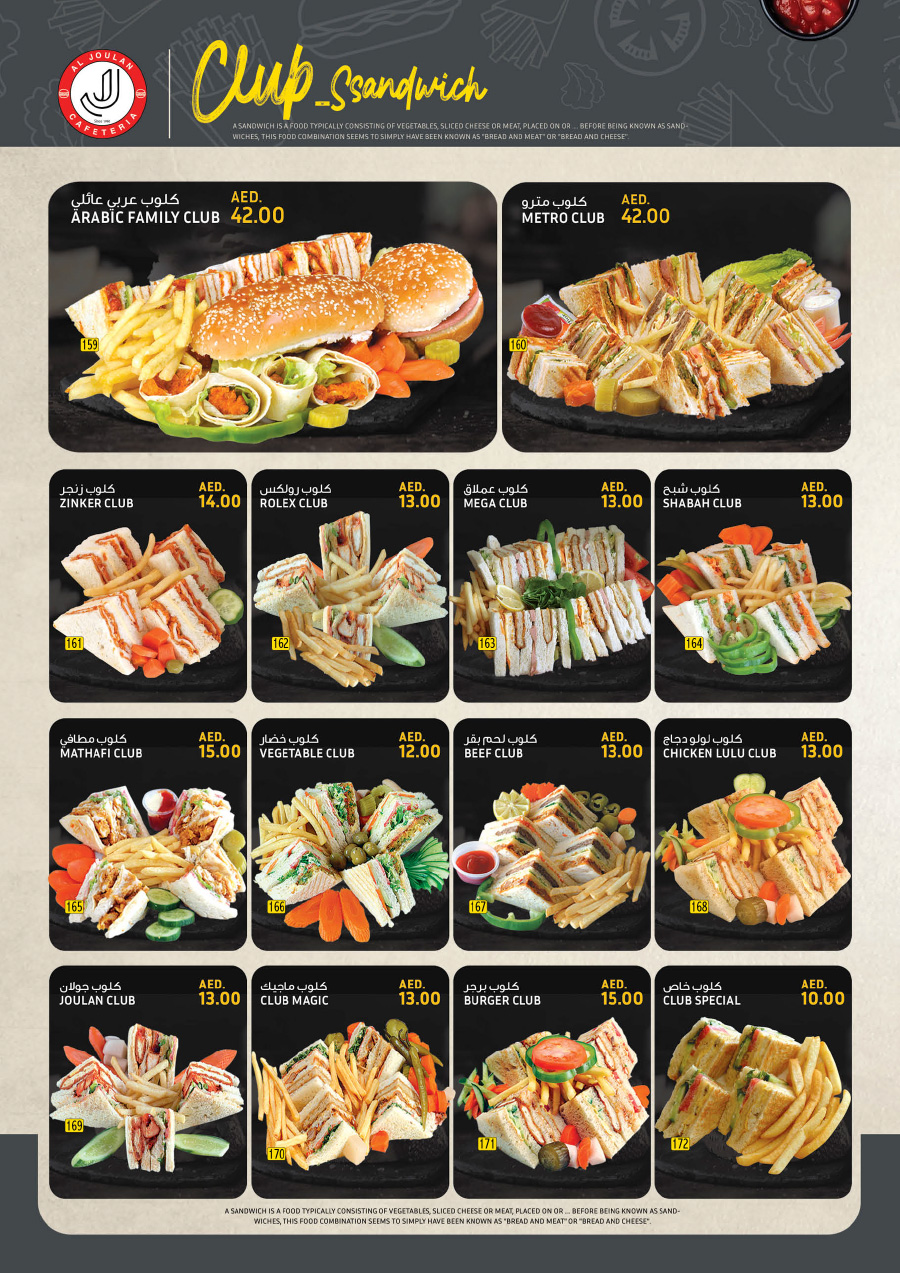 AL JOULAN
Since 1986
CAFETERIA
Club_Ssandwich
A SANDWICH IS A FOOD TYPICALLY CONSISTING OF VEGETABLES, SLICED CHEESE OR MEAT, PLACED ON OR ... BEFORE BEING KNOWN AS SAND-
WICHES, THIS FOOD COMBINATION SEEMS TO SIMPLY HAVE BEEN KNOWN AS "BREAD AND MEAT" OR "BREAD AND CHEESE".
كلوب عربي عائلي
ARABIC FAMILY CLUB
AED.
42.00
159
كلوب مترو
METRO CLUB
AED.
42.00
160
كلوب زنجر
ZINKER CLUB
AED.
14.00
161
كلوب رولكس
ROLEX CLUB
AED.
13.00
162
كلوب عملاق
MEGA CLUB
AED.
13.00
163
كلوب شبح
SHABAH CLUB
AED.
13.00
164
كلوب مطافي
MATHAFI CLUB
AED.
15.00
165
كلوب خضار
VEGETABLE CLUB
AED.
12.00
166
كلوب لحم بقر
BEEF CLUB
AED.
13.00
167
كلوب لولو دجاج
CHICKEN LULU CLUB
AED.
13.00
168
كلوب جولان
JOULAN CLUB
AED.
13.00
169
كلوب ماجيك
CLUB MAGIC
AED.
13.00
170
كلوب برجر
BURGER CLUB
AED.
15.00
171
كلوب خاص
CLUB SPECIAL
AED.
10.00
172
A SANDWICH IS A FOOD TYPICALLY CONSISTING OF VEGETABLES, SLICED CHEESE OR MEAT, PLACED ON OR ... BEFORE BEING KNOWN AS SAND-
WICHES, THIS FOOD COMBINATION SEEMS TO SIMPLY HAVE BEEN KNOWN AS "BREAD AND MEAT" OR "BREAD AND CHEESE".